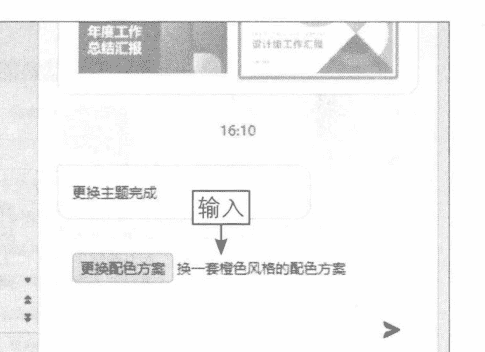 年度工作
总结汇报
设计组工作汇报
16:10
更换主题完成
输入
更换配色方案 换一套橙色风格的配色方案